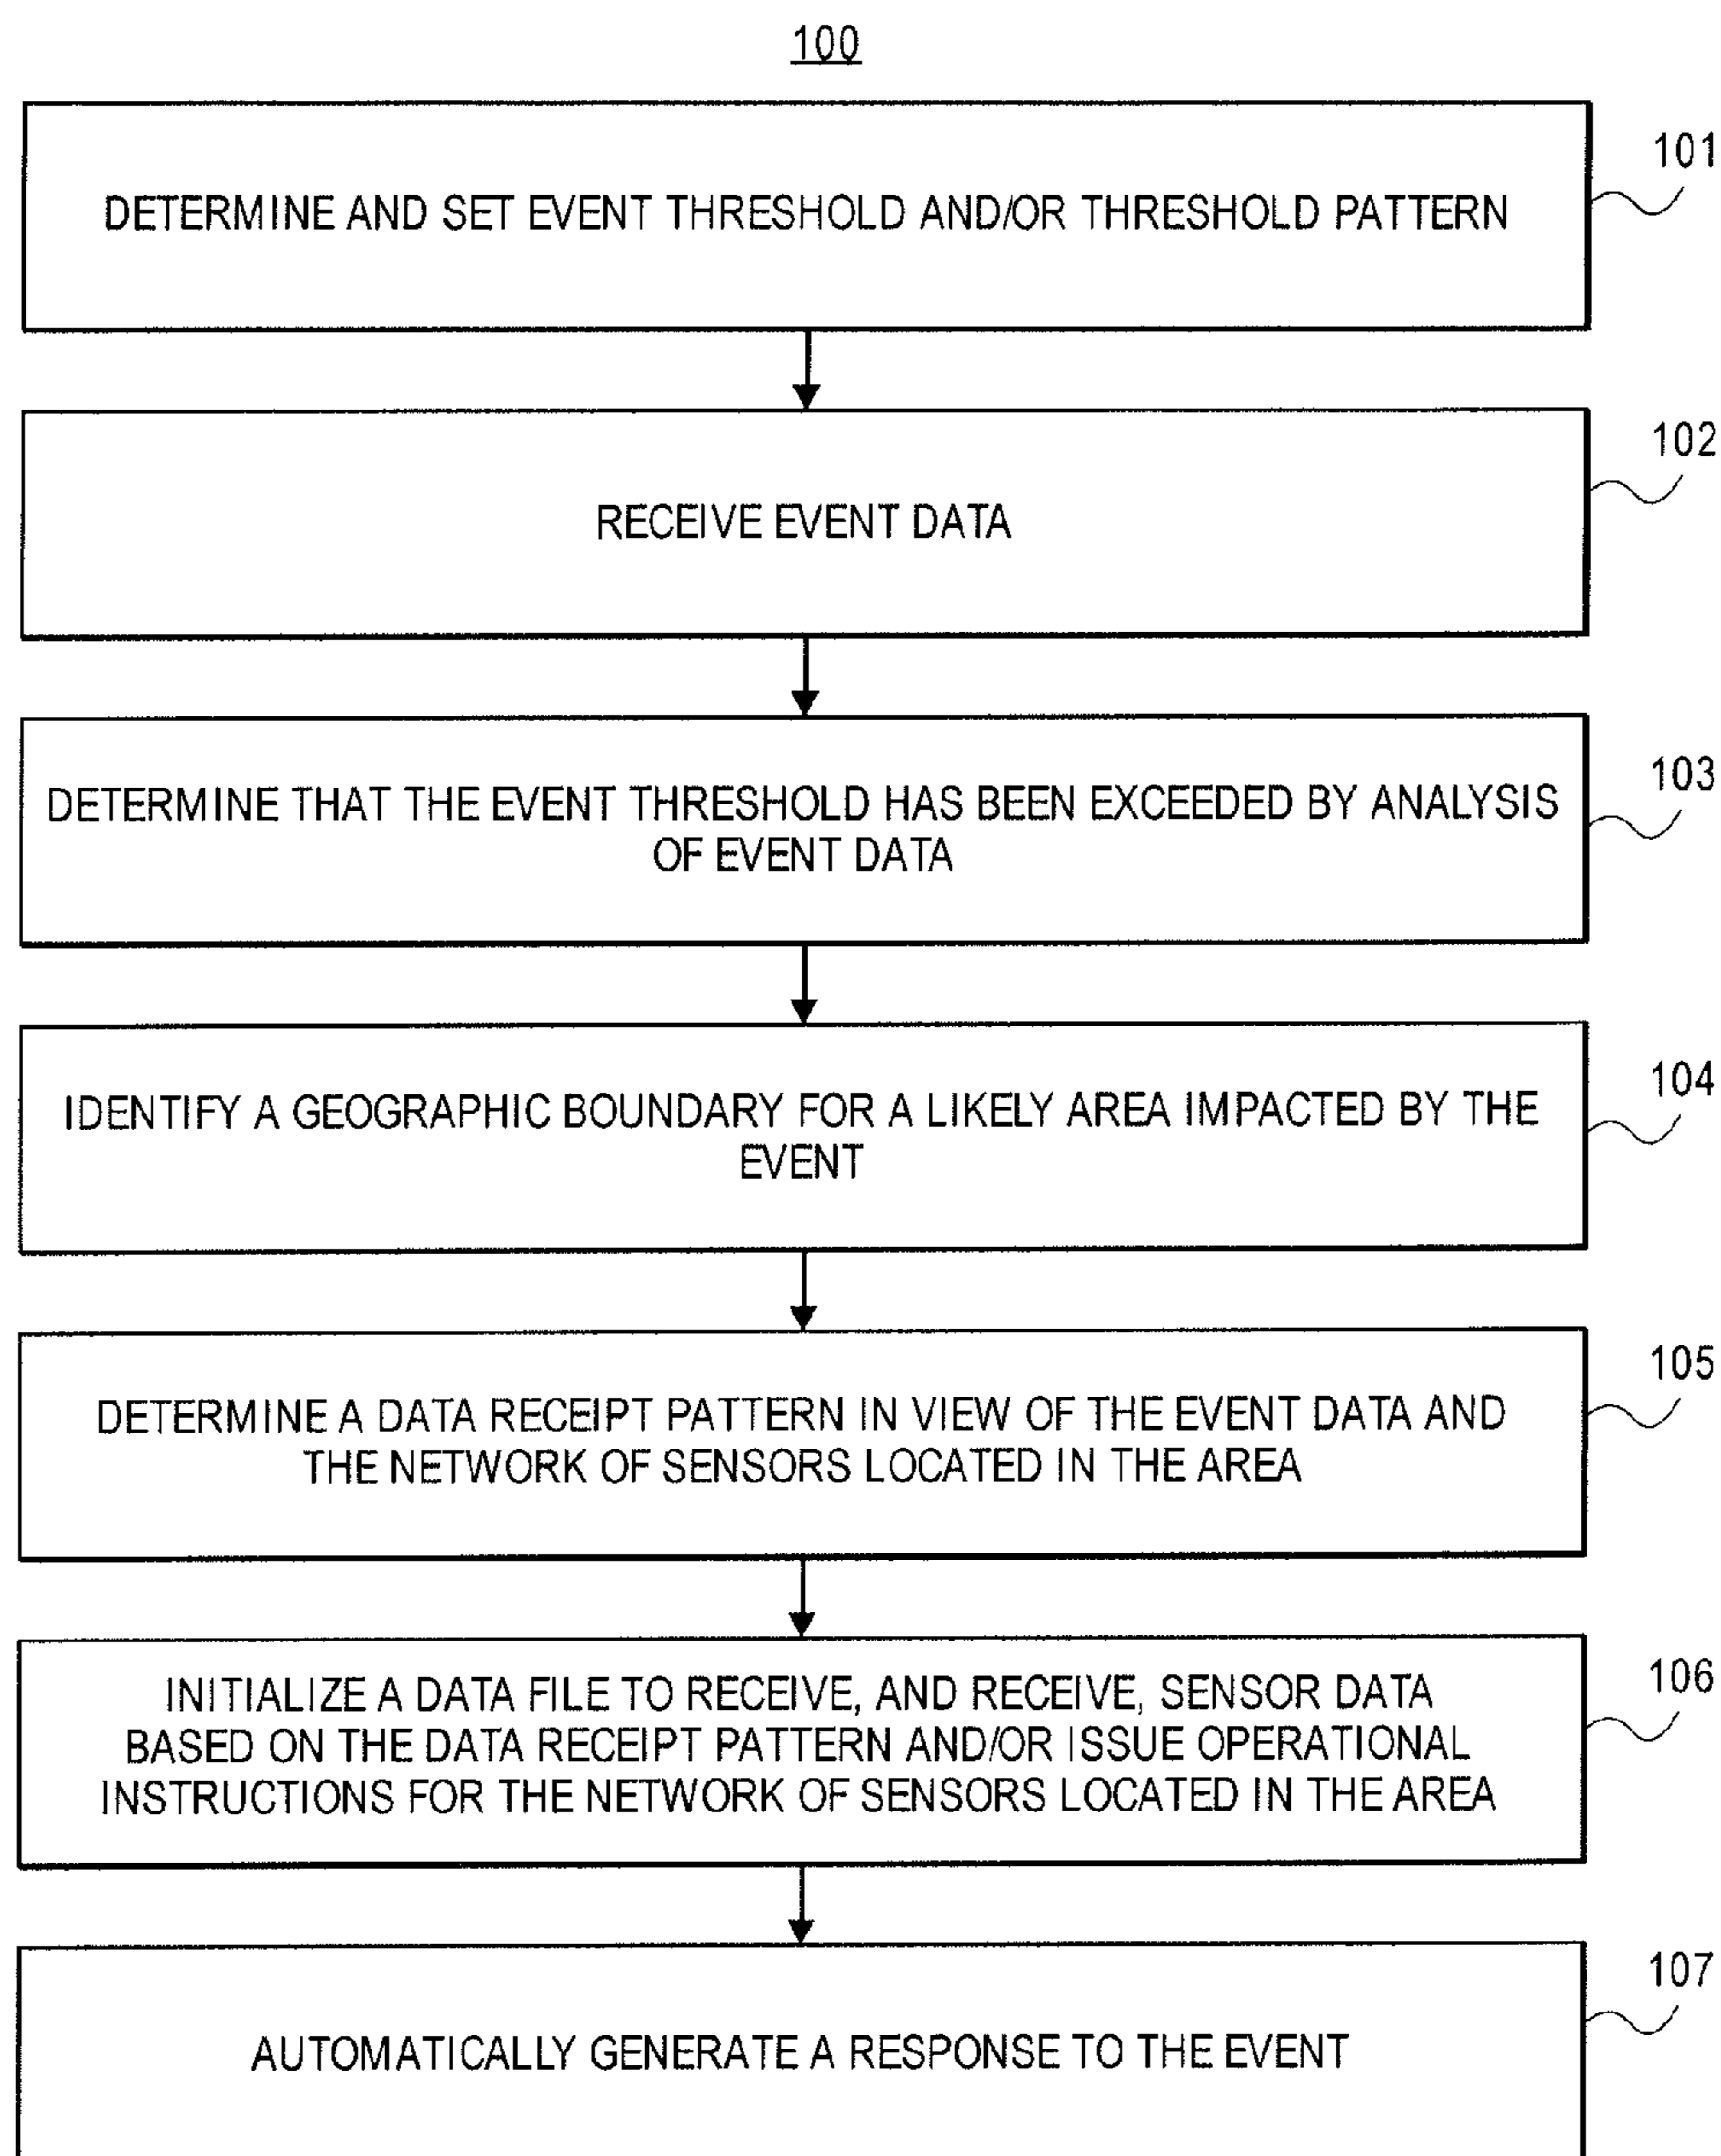 100
DETERMINE AND SET EVENT THRESHOLD AND/OR THRESHOLD PATTERN
101
RECEIVE EVENT DATA
102
DETERMINE THAT THE EVENT THRESHOLD HAS BEEN EXCEEDED BY ANALYSIS
OF EVENT DATA
103
IDENTIFY A GEOGRAPHIC BOUNDARY FOR A LIKELY AREA IMPACTED BY THE
EVENT
104
DETERMINE A DATA RECEIPT PATTERN IN VIEW OF THE EVENT DATA AND
THE NETWORK OF SENSORS LOCATED IN THE AREA
105
INITIALIZE A DATA FILE TO RECEIVE, AND RECEIVE, SENSOR DATA
BASED ON THE DATA RECEIPT PATTERN AND/OR ISSUE OPERATIONAL
INSTRUCTIONS FOR THE NETWORK OF SENSORS LOCATED IN THE AREA
106
AUTOMATICALLY GENERATE A RESPONSE TO THE EVENT
107